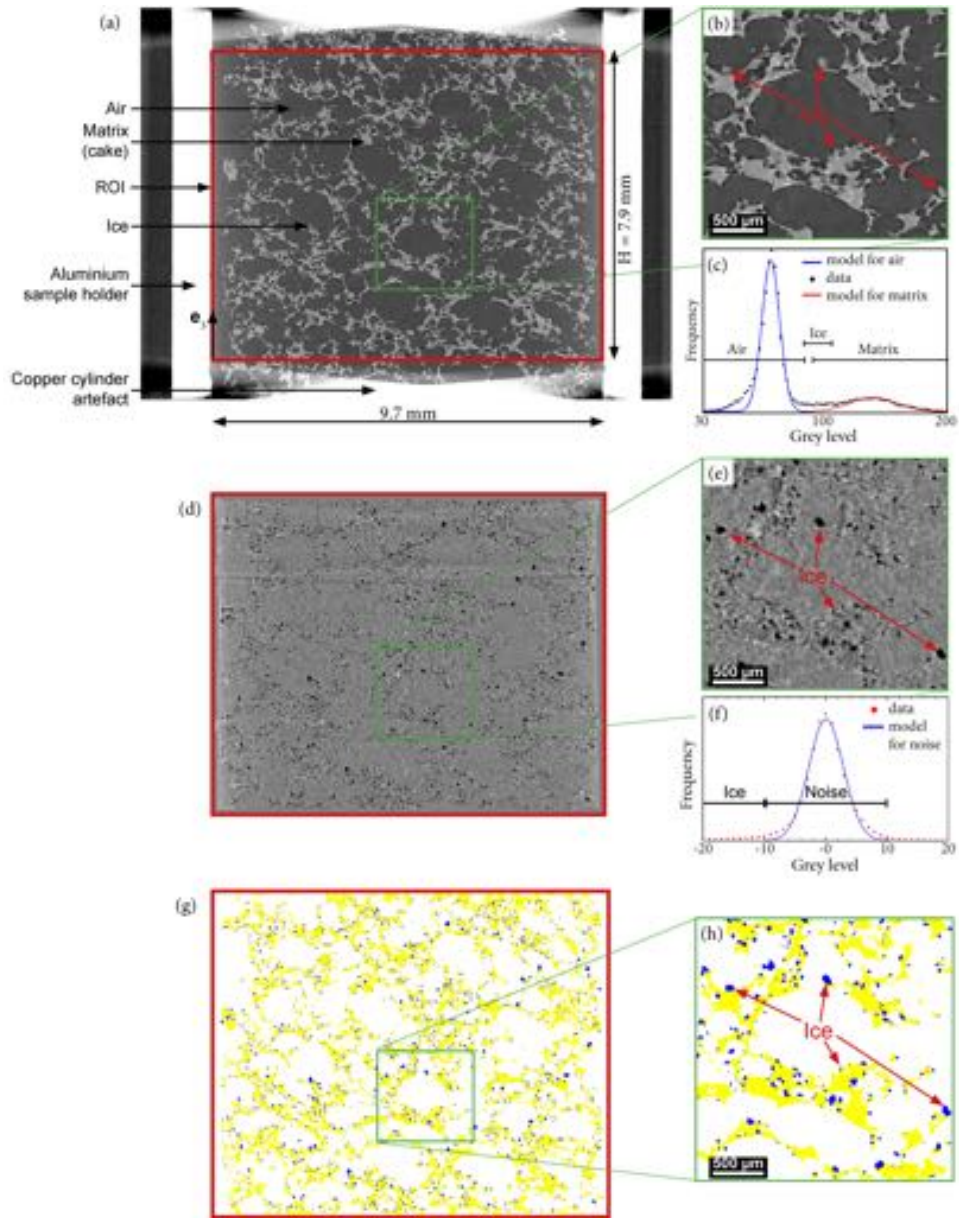 (a)
Air
Matrix
(cake)
ROI
Ice
Aluminium
sample holder
e
Copper cylinder
artefact
H = 7.9 mm
9.7 mm
(b)
500 µm
(c)
model for air
data
model for matrix
Ice
Air
Matrix
Frequency
100
200
Grey level
(d)
(e)
Ice
500 µm
(f)
data
model
for noise
Ice
Noise
Frequency
-20
-10
-0
10
20
Grey level
(g)
(h)
Ice
500 µm